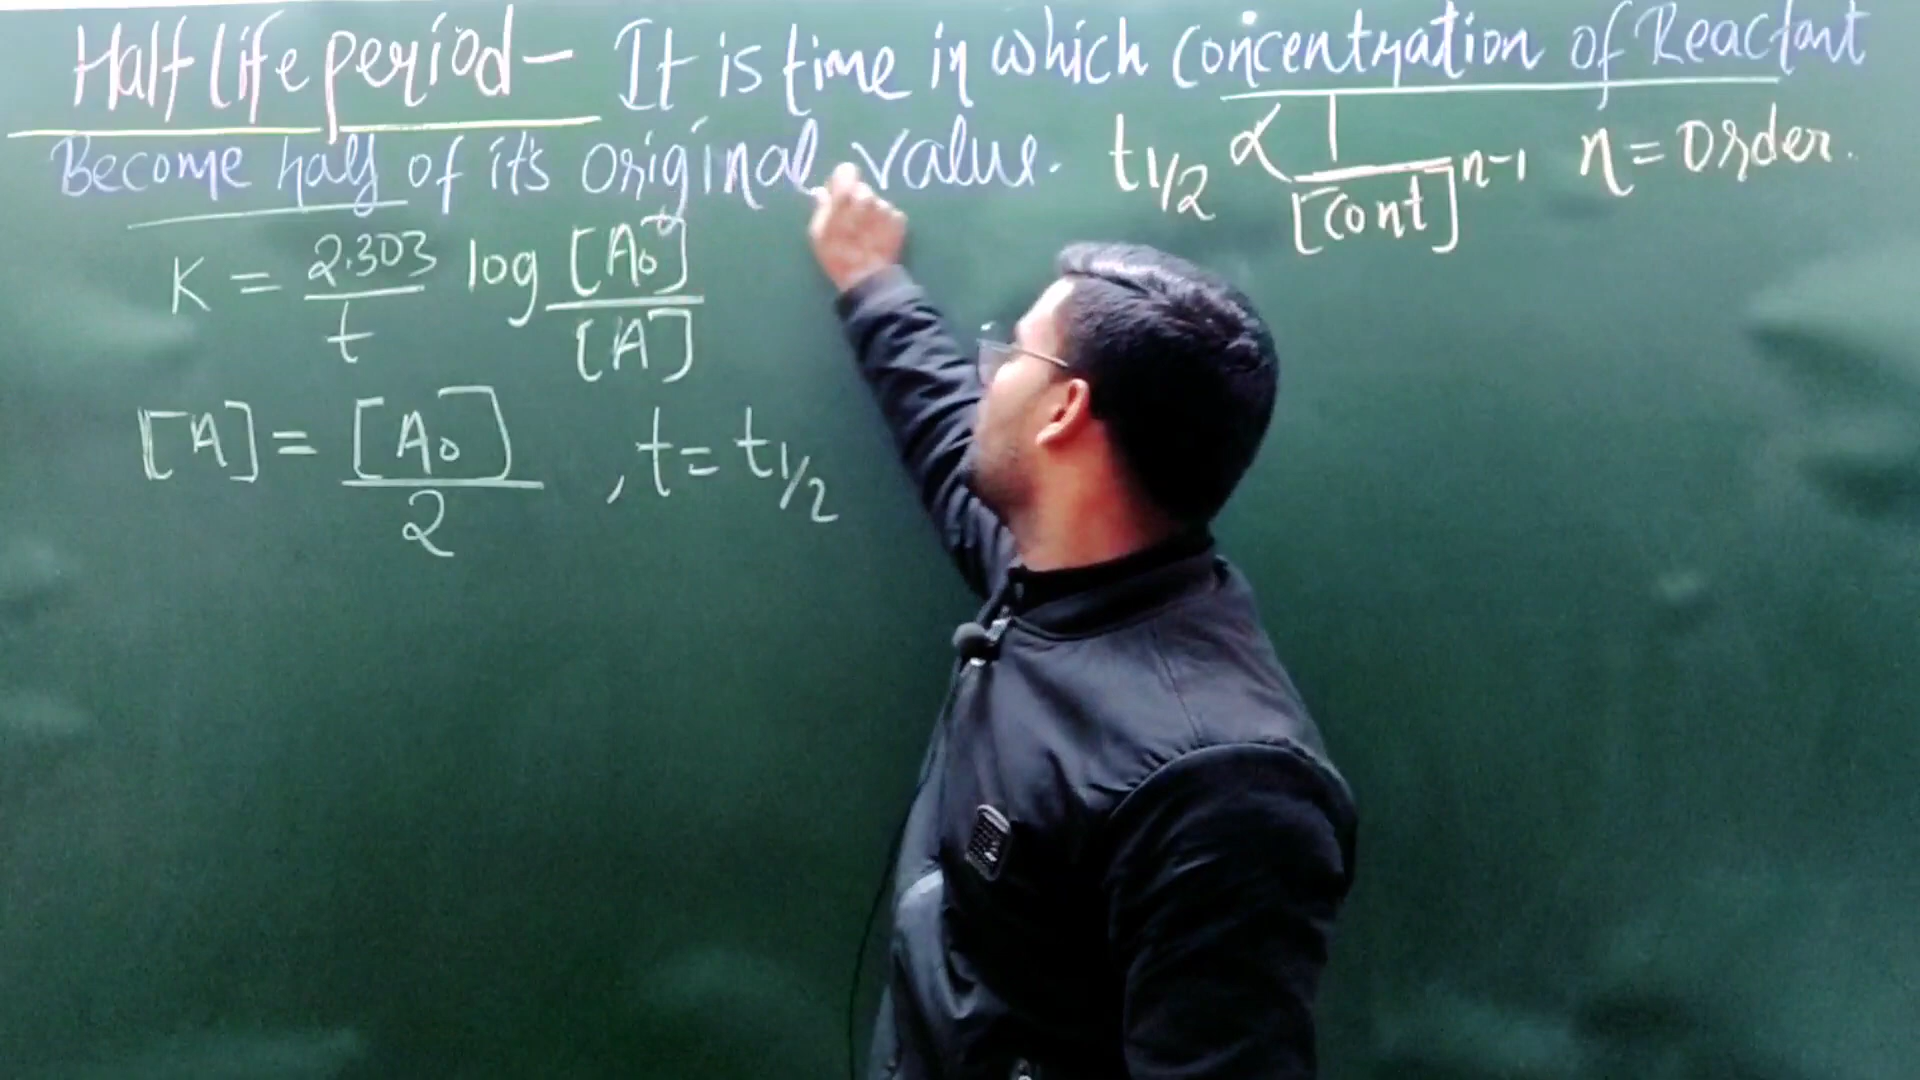 Half life period - It is time in which concentration of Reactant
Become half of it's original value. t1/2 ∝ 1/[Cont]^n-1 n = order.
K = 2.303/t log [A0]/[A]
[A] = [A0]/2 , t = t1/2